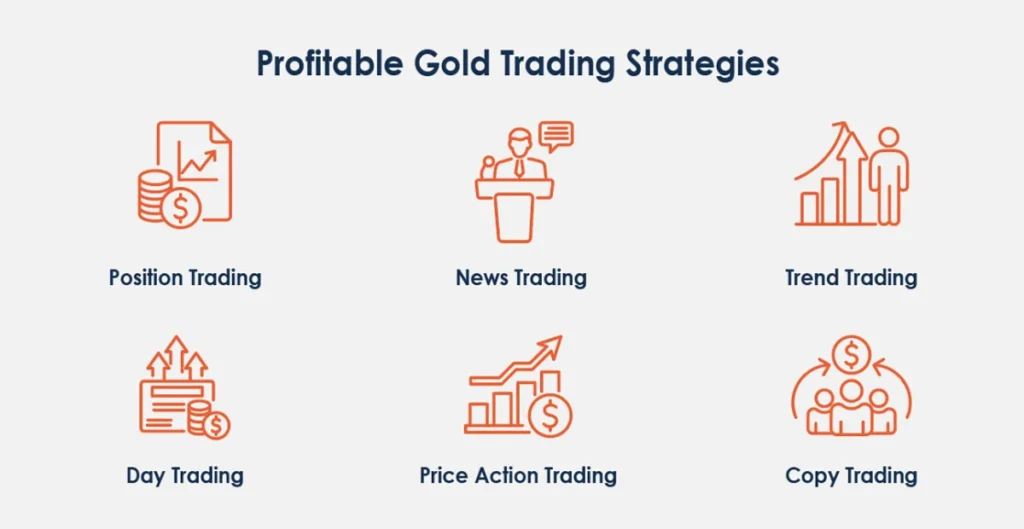 Profitable Gold Trading Strategies
$
Position Trading
News Trading
Trend Trading
$
$
$
Day Trading
Price Action Trading
Copy Trading